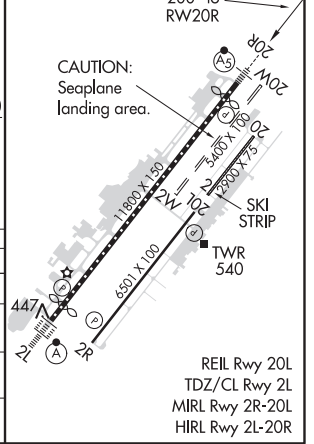 RW20R
20R
A5
20W
CAUTION:
Seaplane
landing area.
P
20
5400 X 100
2900 X 75
11800 X 150
2W
2
20L
SKI
STRIP
P
TWR
540
6501 X 100
447
P
P
2L
A
2R
REIL Rwy 20L
TDZ/CL Rwy 2L
MIRL Rwy 2R-20L
HIRL Rwy 2L-20R